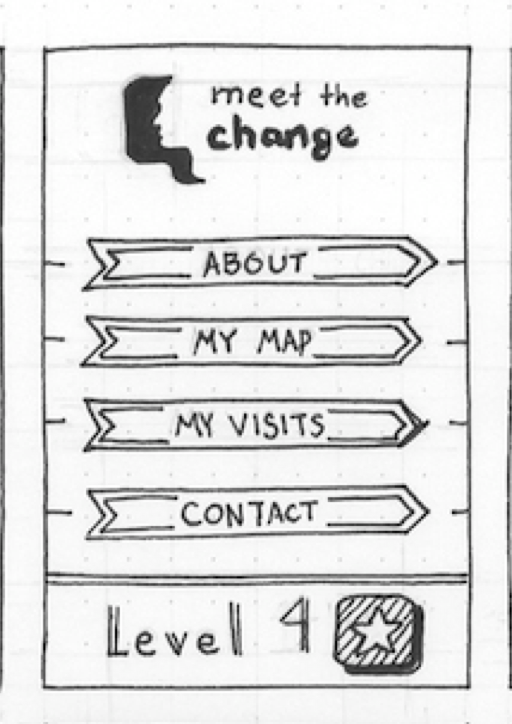 meet the
change
ABOUT
MY MAP
MY VISITS
CONTACT
Level 4